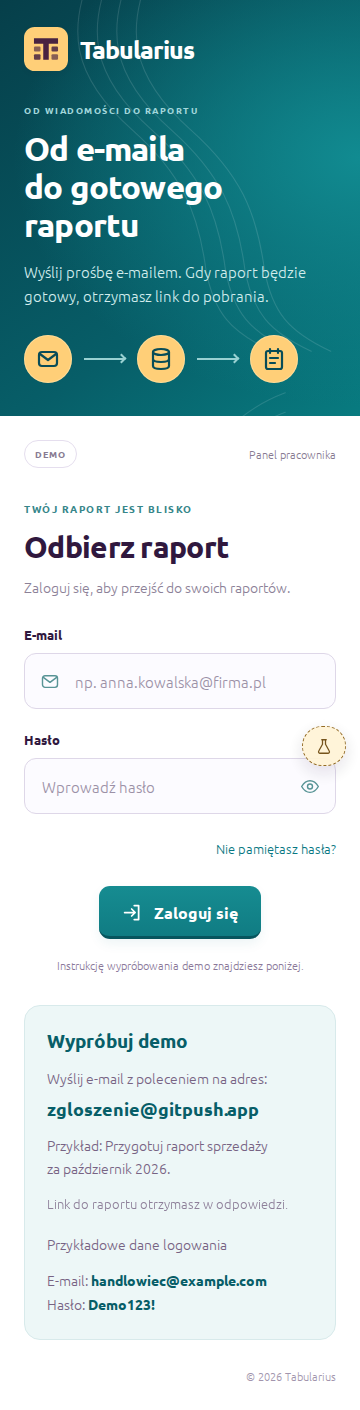 Tabularius
OD WIADOMOŚCI DO RAPORTU
Od e-maila
do gotowego
raportu
Wyślij prośbę e-mailem. Gdy raport będzie
gotowy, otrzymasz link do pobrania.
DEMO
Panel pracownika
TWÓJ RAPORT JEST BLISKO
Odbierz raport
Zaloguj się, aby przejść do swoich raportów.
E-mail
np. anna.kowalska@firma.pl
Hasło
Wprowadź hasło
Nie pamiętasz hasła?
Zaloguj się
Instrukcję wypróbowania demo znajdziesz poniżej.
Wypróbuj demo
Wyślij e-mail z poleceniem na adres:
zgloszenie@gitpush.app
Przykład: Przygotuj raport sprzedaży
za październik 2026.
Link do raportu otrzymasz w odpowiedzi.
Przykładowe dane logowania
E-mail: handlowiec@example.com
Hasło: Demo123!
© 2026 Tabularius